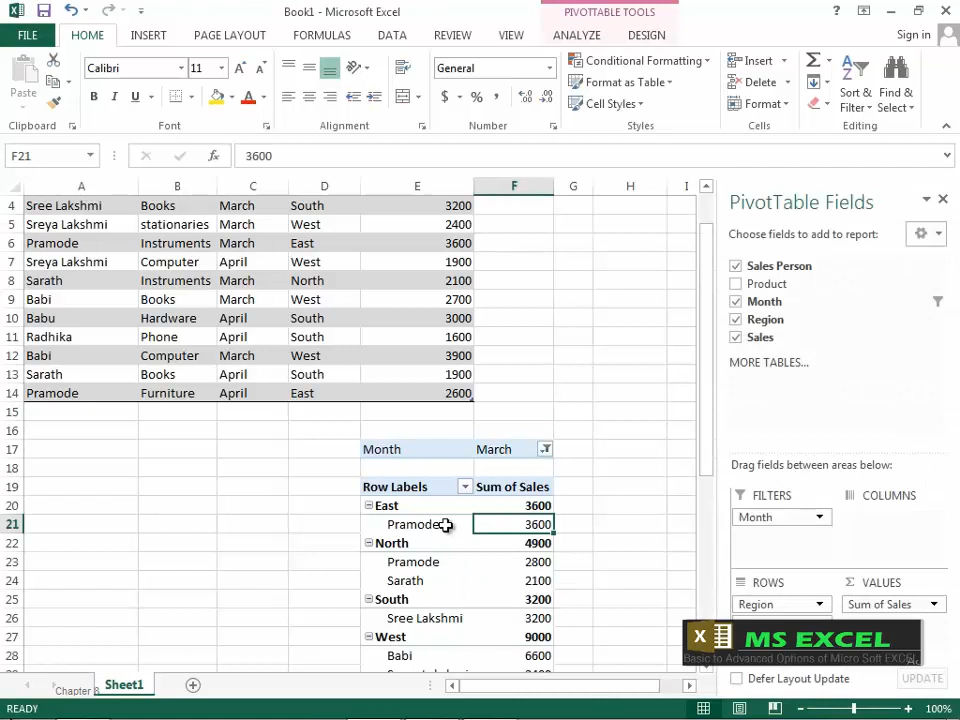 Book1 - Microsoft Excel
PIVOTTABLE TOOLS
?
FILE HOME INSERT PAGE LAYOUT FORMULAS DATA REVIEW VIEW ANALYZE DESIGN Sign in
Paste
Calibri 11
B I U
General
$ % ,
Conditional Formatting
Format as Table
Cell Styles
Insert
Delete
Format
Sort & Filter
Find & Select
Clipboard Font Alignment Number Styles Cells Editing
F21 fx 3600
A B C D E F G H I
4 Sree Lakshmi Books March South 3200
5 Sreya Lakshmi stationaries March West 2400
6 Pramode Instruments March East 3600
7 Sreya Lakshmi Computer April West 1900
8 Sarath Instruments March North 2100
9 Babi Books March West 2700
10 Babu Hardware April South 3000
11 Radhika Phone April South 1600
12 Babi Computer March West 3900
13 Sarath Books April South 1900
14 Pramode Furniture April East 2600
15
16
17 Month March
18
19 Row Labels Sum of Sales
20 East 3600
21 Pramode 3600
22 North 4900
23 Pramode 2800
24 Sarath 2100
25 South 3200
26 Sree Lakshmi 3200
27 West 9000
28 Babi 6600
PivotTable Fields
Choose fields to add to report:
Sales Person
Product
Month
Region
Sales
MORE TABLES...
Drag fields between areas below:
FILTERS COLUMNS
Month
ROWS Σ VALUES
Region Sum of Sales
MS EXCEL
Basic to Advanced Options of Micro Soft EXCEL
Defer Layout Update UPDATE
Chapter Sheet1
READY 100%